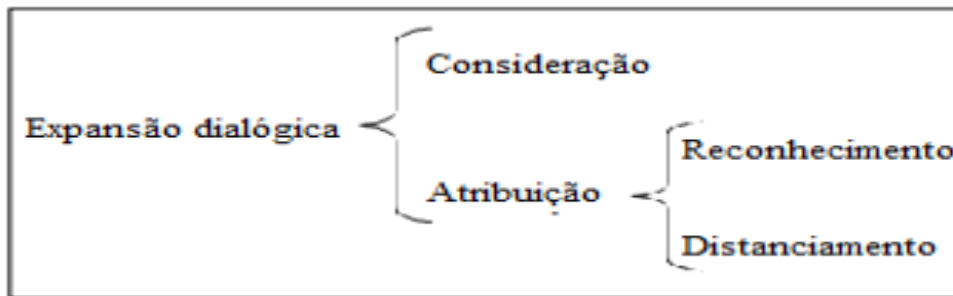 Consideração
Expansão dialógica
Reconhecimento
Atribuição
Distanciamento